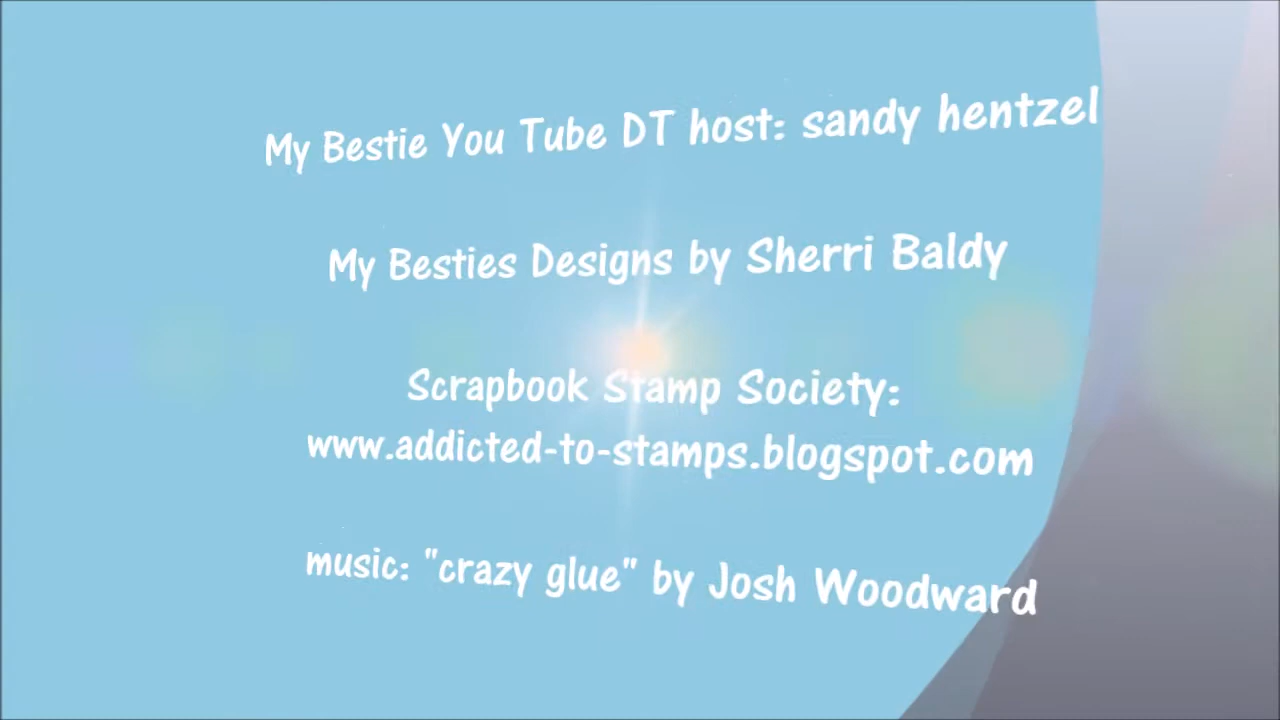 My Bestie You Tube DT host: sandy hentzel
My Besties Designs by Sherri Baldy
Scrapbook Stamp Society:
www.addicted-to-stamps.blogspot.com
music: "crazy glue" by Josh Woodward